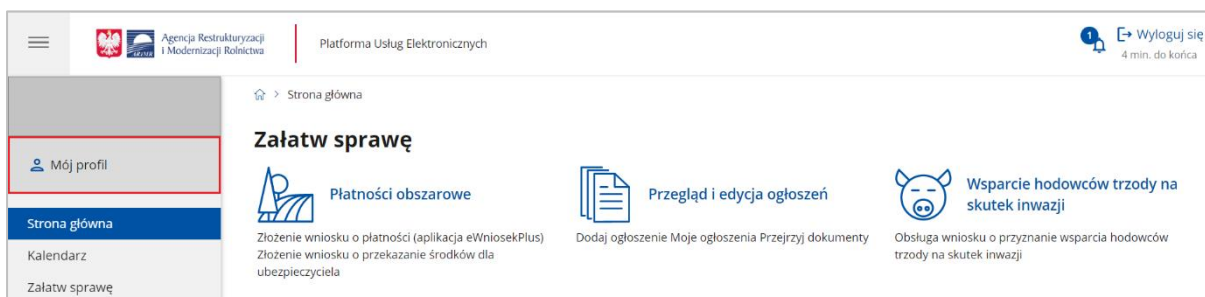 Agencja Restrukturyzacji
i Modernizacji Rolnictwa
Platforma Usług Elektronicznych
1
Wyloguj się
4 min. do końca
Strona główna
Mój profil
Strona główna
Kalendarz
Załatw sprawę
Załatw sprawę
Płatności obszarowe
Złożenie wniosku o płatności (aplikacja eWniosekPlus)
Złożenie wniosku o przekazanie środków dla
ubezpieczyciela
Przegląd i edycja ogłoszeń
Dodaj ogłoszenie Moje ogłoszenia Przejrzyj dokumenty
Wsparcie hodowców trzody na
skutek inwazji
Obsługa wniosku o przyznanie wsparcia hodowców
trzody na skutek inwazji